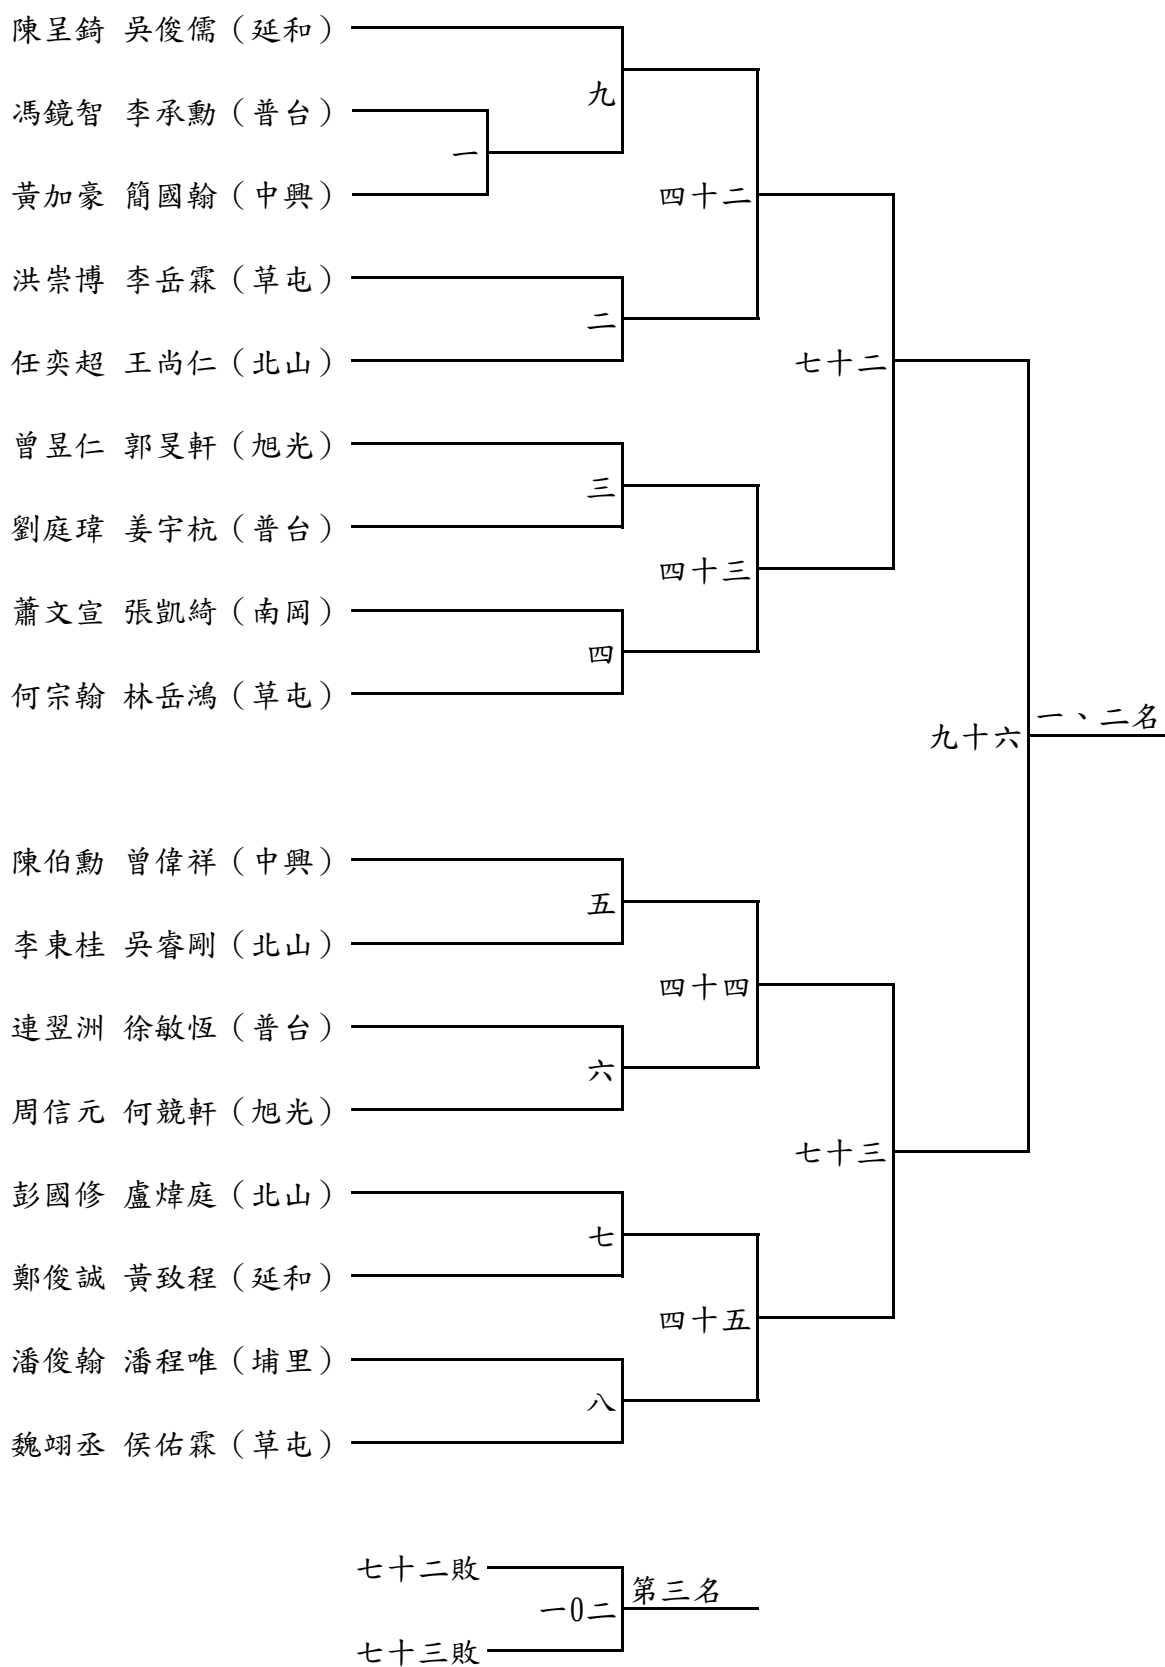 陳呈錡 吳俊儒（延和）
九
馮鏡智 李承勳（普台）
一
黃加豪 簡國翰（中興）
四十二
洪崇博 李岳霖（草屯）
二
任奕超 王尚仁（北山）
七十二
曾昱仁 郭旻軒（旭光）
三
劉庭瑋 姜宇杭（普台）
四十三
蕭文宣 張凱綺（南岡）
四
何宗翰 林岳鴻（草屯）
一、二名
九十六
陳伯勳 曾偉祥（中興）
五
李東桂 吳睿剛（北山）
四十四
連翌洲 徐敏恆（普台）
六
周信元 何競軒（旭光）
七十三
彭國修 盧煒庭（北山）
七
鄭俊誠 黃致程（延和）
四十五
潘俊翰 潘程唯（埔里）
八
魏翊丞 侯佑霖（草屯）
七十二敗
第三名
一0二
七十三敗